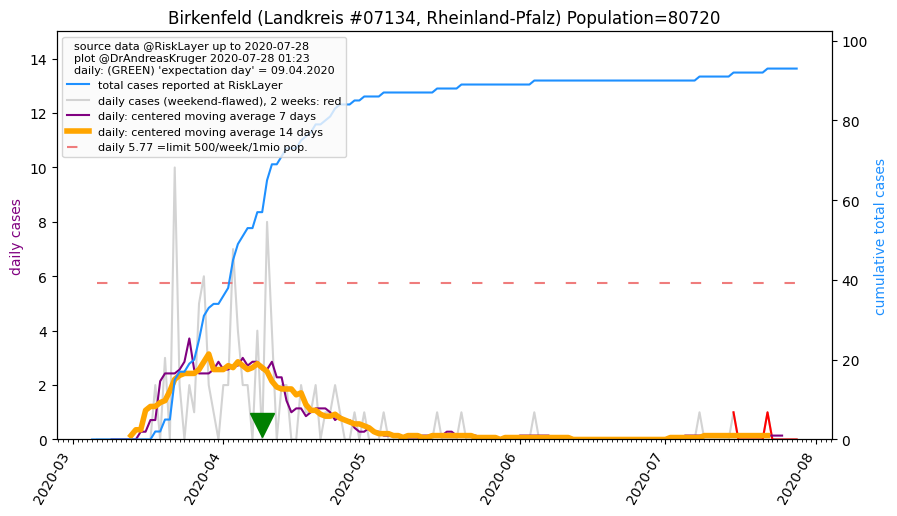 Birkenfeld (Landkreis #07134, Rheinland-Pfalz) Population=80720
source data @RiskLayer up to 2020-07-28
plot @DrAndreasKruger 2020-07-28 01:23
daily: (GREEN) 'expectation day' = 09.04.2020
total cases reported at RiskLayer
daily cases (weekend-flawed), 2 weeks: red
daily: centered moving average 7 days
daily: centered moving average 14 days
daily 5.77 =limit 500/week/1mio pop.
daily cases
14
12
10
8
6
4
2
0
cumulative total cases
100
80
60
40
20
0
2020-03
2020-04
2020-05
2020-06
2020-07
2020-08